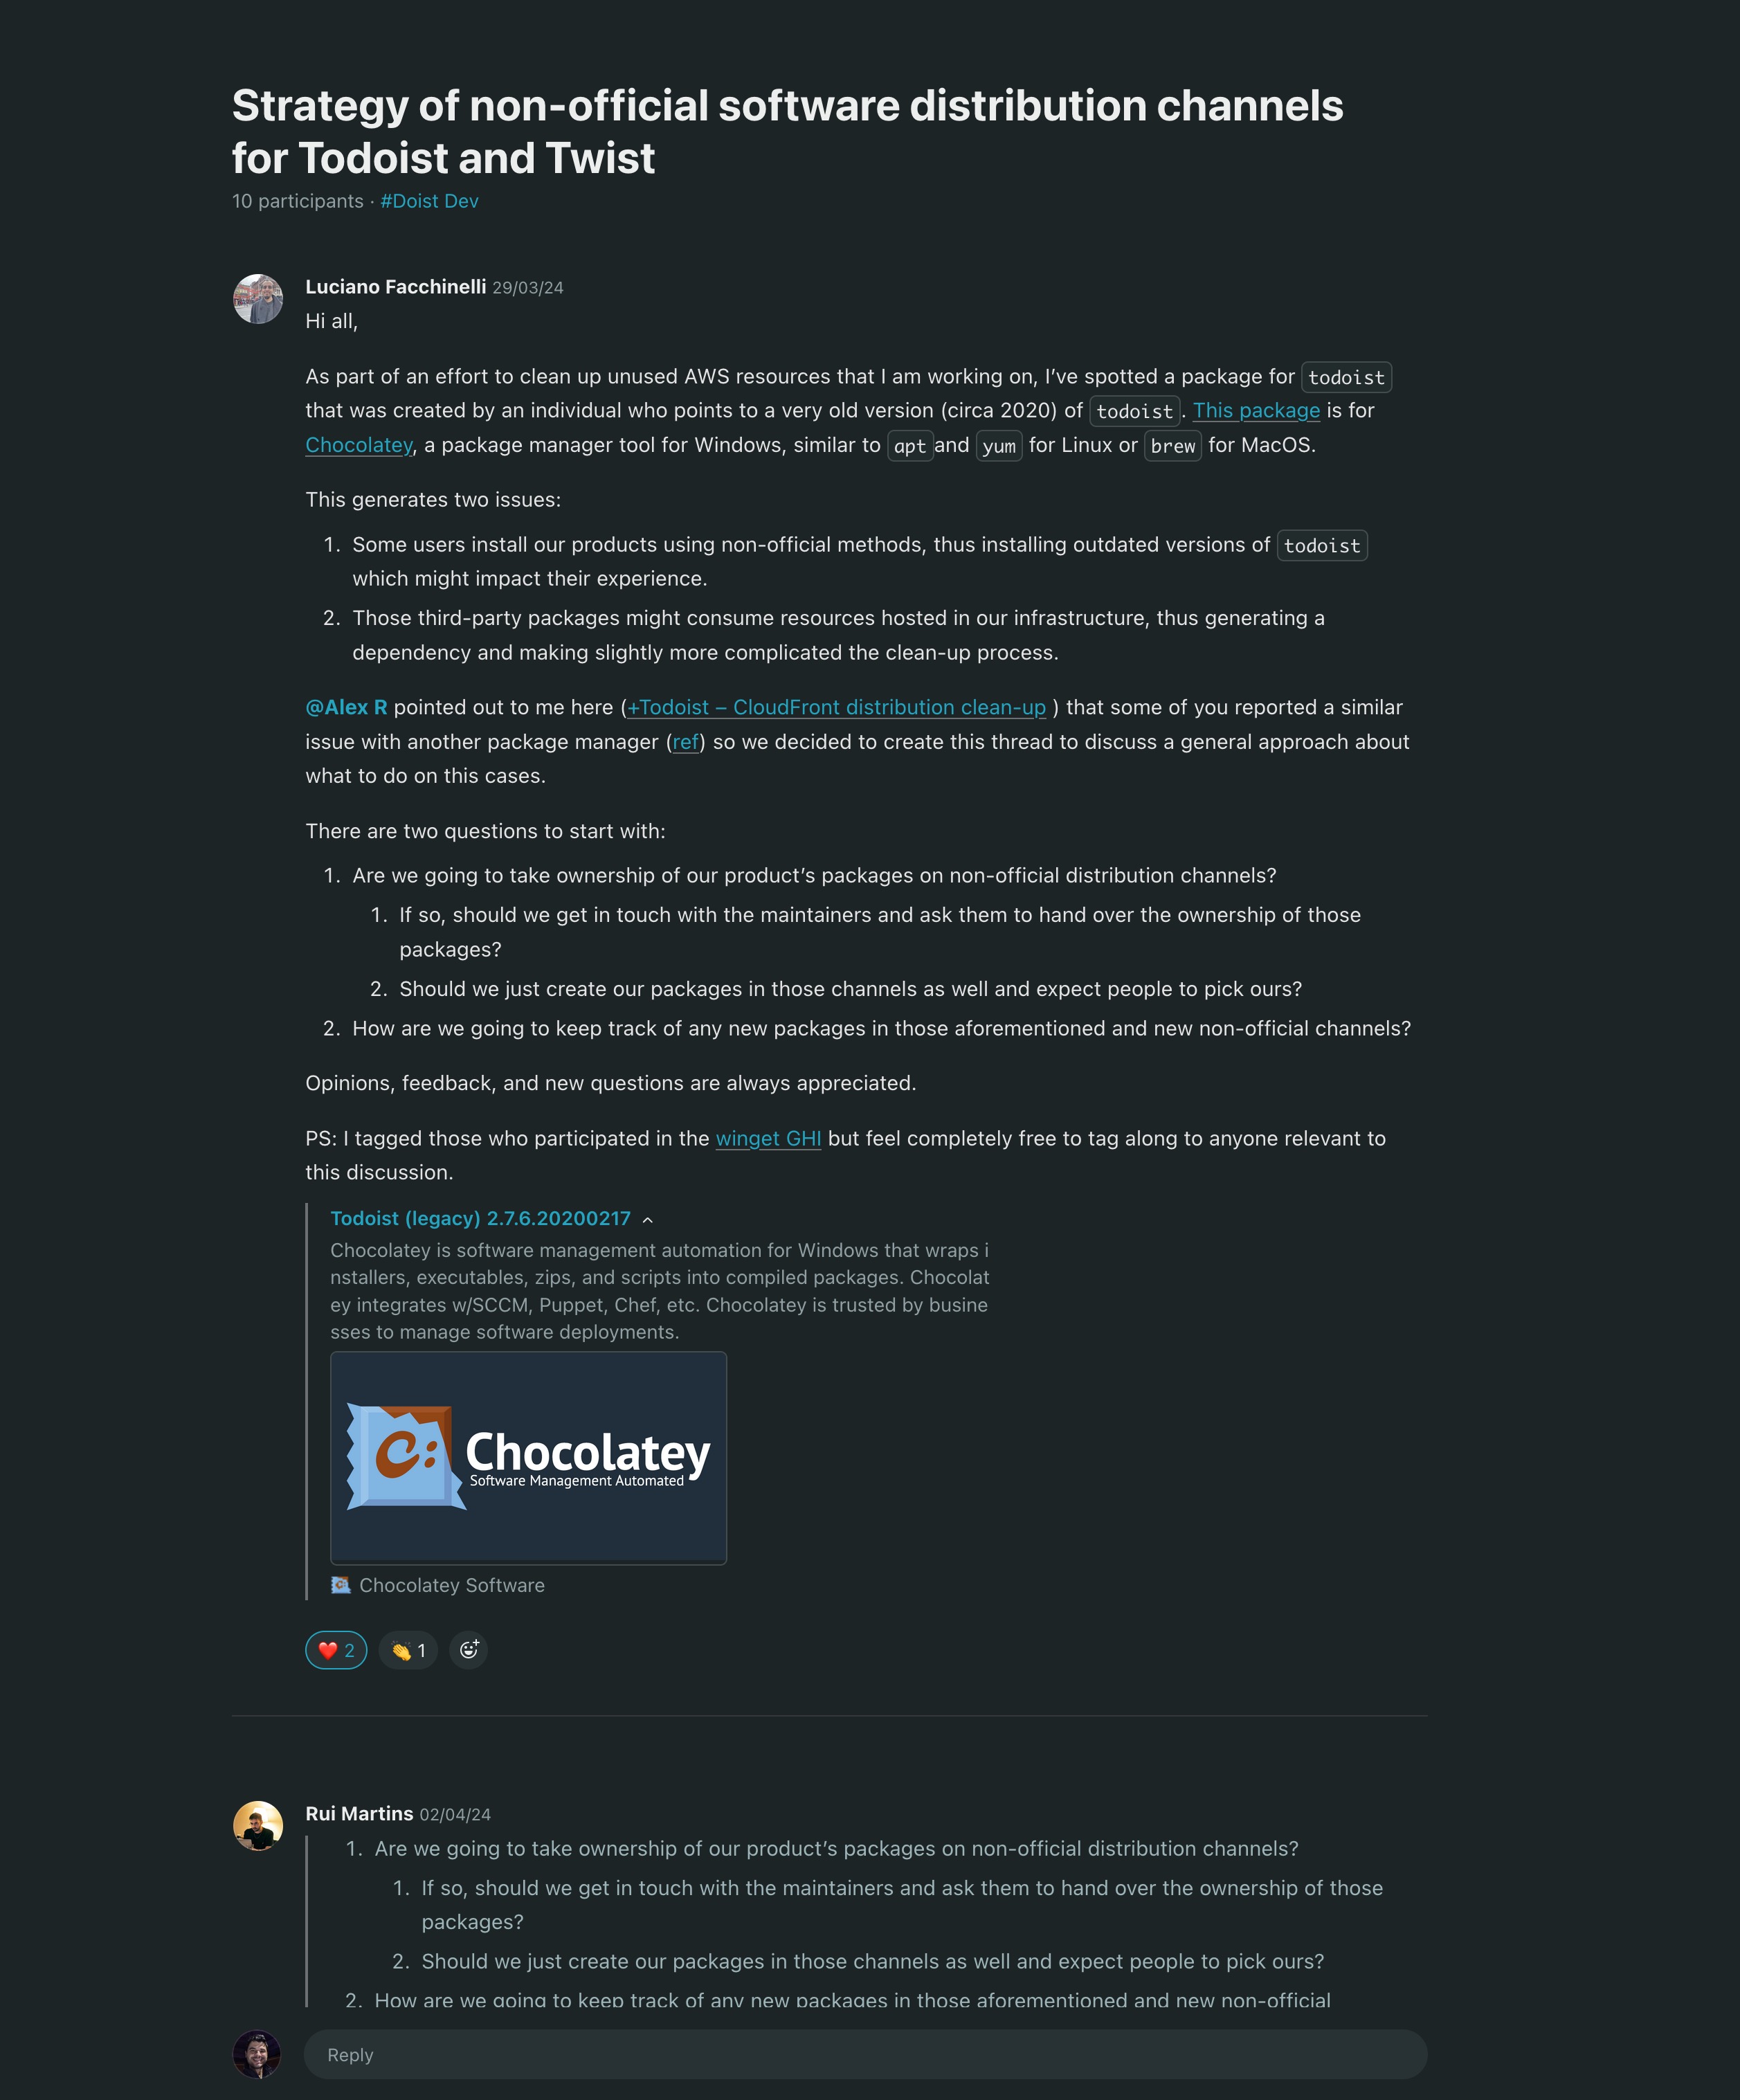 Strategy of non-official software distribution channels
for Todoist and Twist
10 participants · #Doist Dev
Luciano Facchinelli 29/03/24
Hi all,
As part of an effort to clean up unused AWS resources that I am working on, I’ve spotted a package for todoist
that was created by an individual who points to a very old version (circa 2020) of todoist. This package is for
Chocolatey, a package manager tool for Windows, similar to apt and yum for Linux or brew for MacOS.
This generates two issues:
1. Some users install our products using non-official methods, thus installing outdated versions of todoist
which might impact their experience.
2. Those third-party packages might consume resources hosted in our infrastructure, thus generating a
dependency and making slightly more complicated the clean-up process.
@Alex R pointed out to me here (+Todoist – CloudFront distribution clean-up ) that some of you reported a similar
issue with another package manager (ref) so we decided to create this thread to discuss a general approach about
what to do on this cases.
There are two questions to start with:
1. Are we going to take ownership of our product’s packages on non-official distribution channels?
1. If so, should we get in touch with the maintainers and ask them to hand over the ownership of those
packages?
2. Should we just create our packages in those channels as well and expect people to pick ours?
2. How are we going to keep track of any new packages in those aforementioned and new non-official channels?
Opinions, feedback, and new questions are always appreciated.
PS: I tagged those who participated in the winget GHI but feel completely free to tag along to anyone relevant to
this discussion.
Todoist (legacy) 2.7.6.20200217
Chocolatey is software management automation for Windows that wraps i
nstallers, executables, zips, and scripts into compiled packages. Chocolat
ey integrates w/SCCM, Puppet, Chef, etc. Chocolatey is trusted by busine
sses to manage software deployments.
C:
Chocolatey
Software Management Automated
Chocolatey Software
❤️ 2 👏 1
Rui Martins 02/04/24
1. Are we going to take ownership of our product’s packages on non-official distribution channels?
1. If so, should we get in touch with the maintainers and ask them to hand over the ownership of those
packages?
2. Should we just create our packages in those channels as well and expect people to pick ours?
2. How are we going to keep track of any new packages in those aforementioned and new non-official
Reply